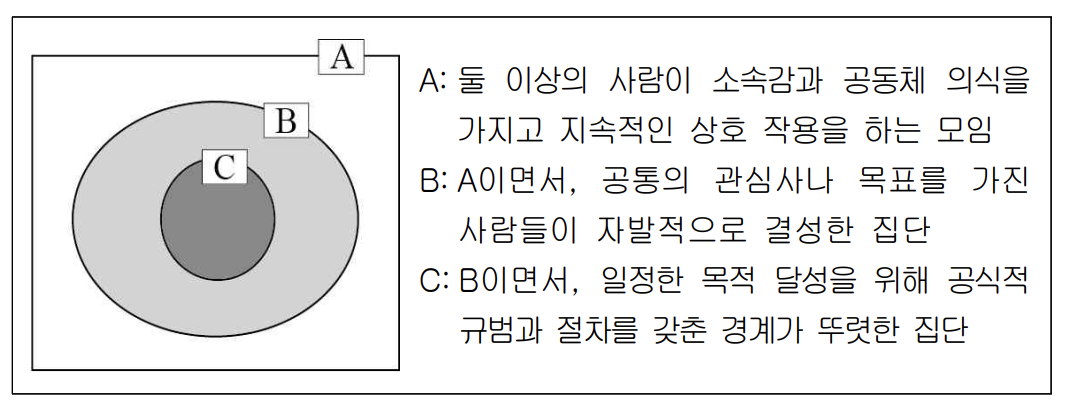 A
B
C
A: 둘 이상의 사람이 소속감과 공동체 의식을
가지고 지속적인 상호 작용을 하는 모임
B: A이면서, 공통의 관심사나 목표를 가진
사람들이 자발적으로 결성한 집단
C: B이면서, 일정한 목적 달성을 위해 공식적
규범과 절차를 갖춘 경계가 뚜렷한 집단